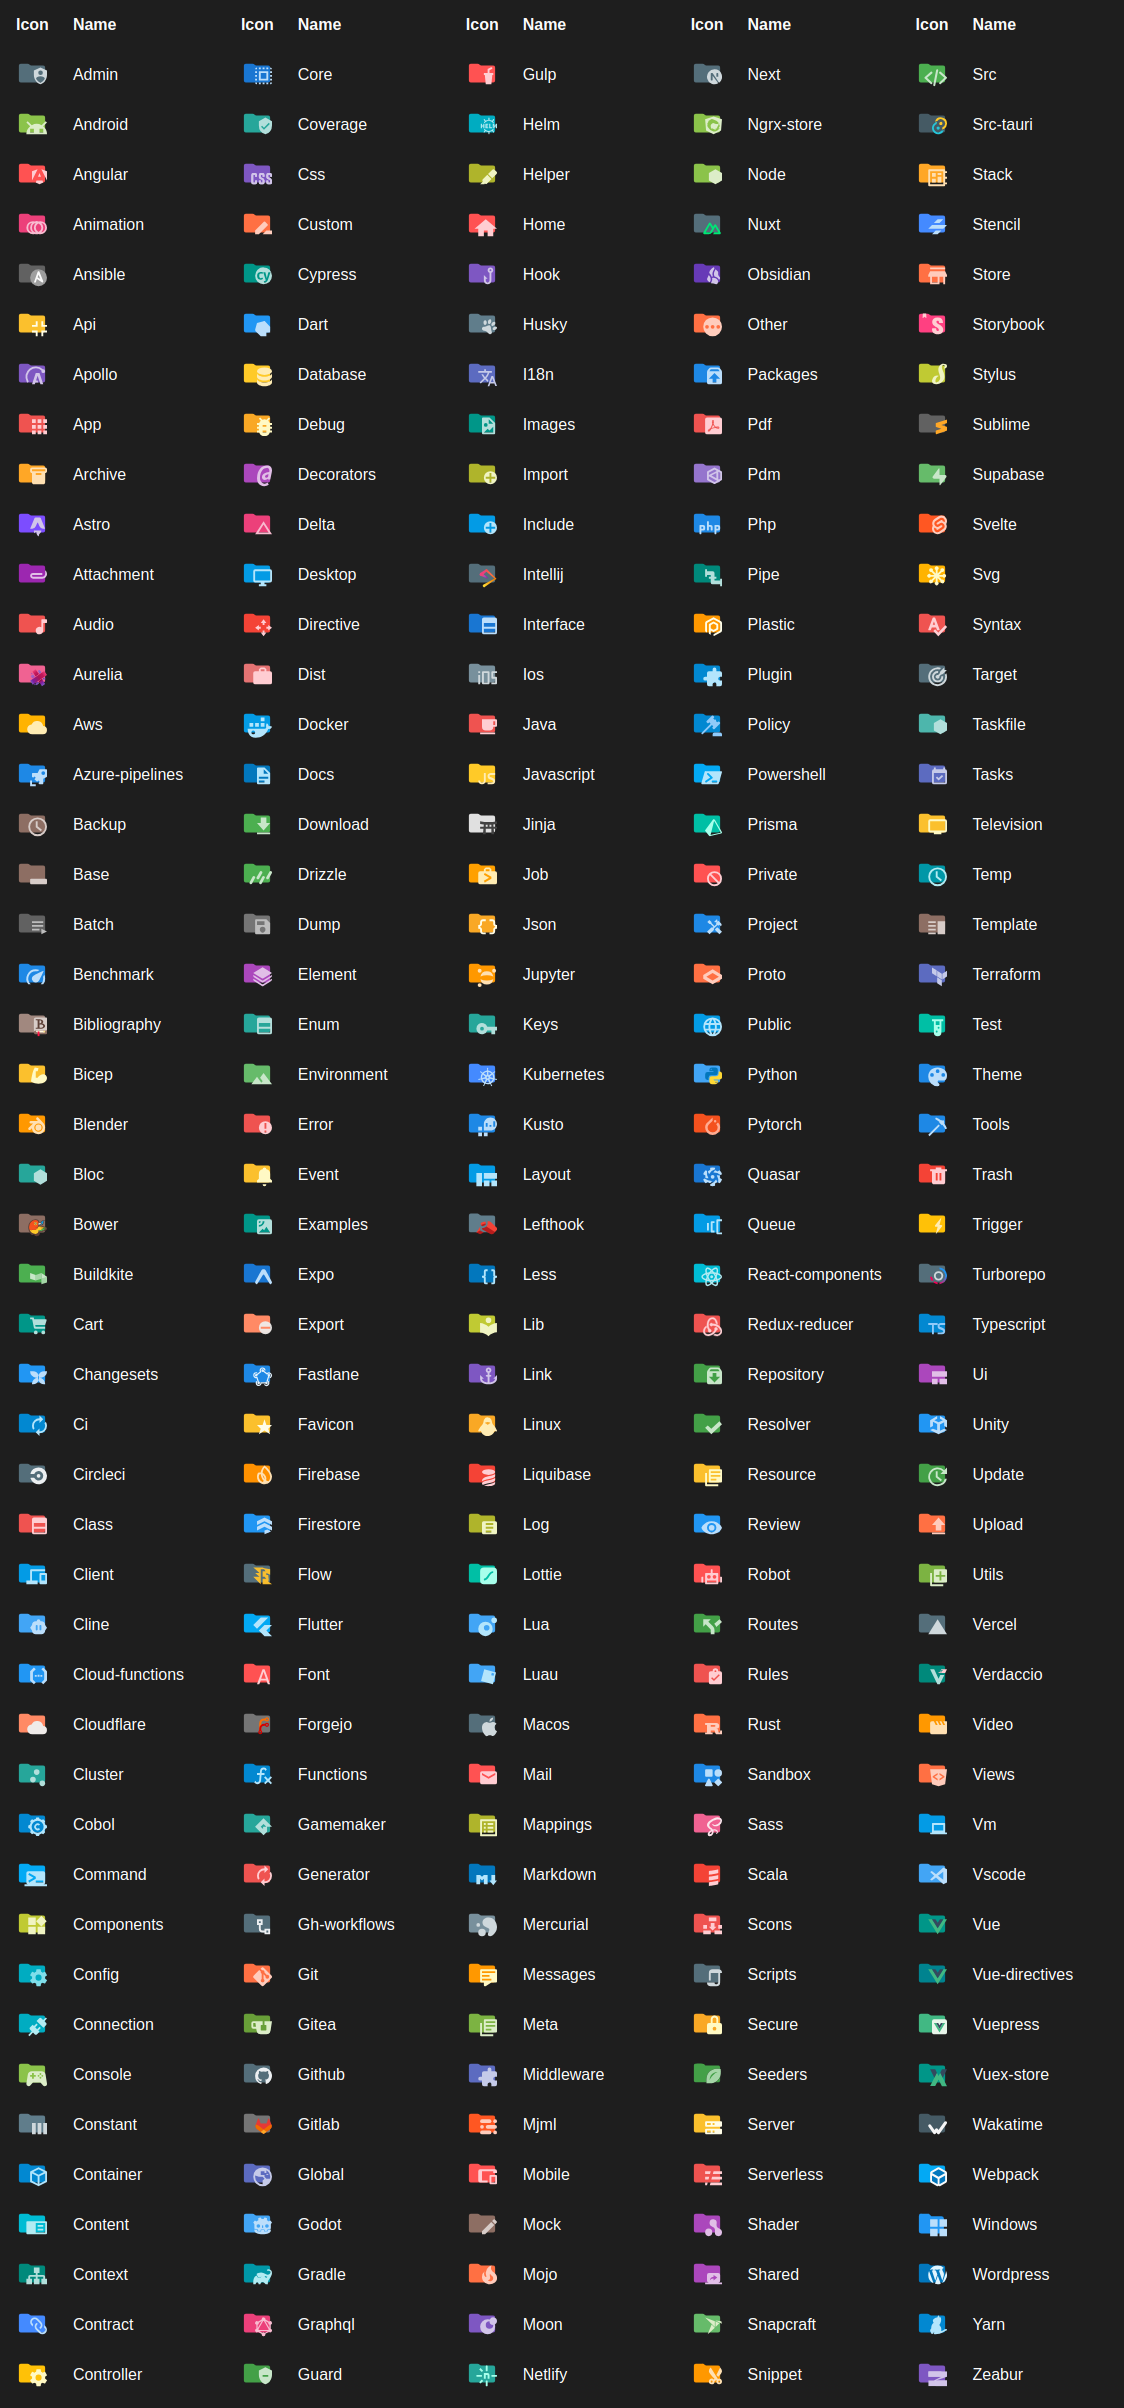 Icon Name Icon Name Icon Name Icon Name Icon Name
Admin Core Gulp Next Src
Android Coverage Helm Ngrx-store Src-tauri
Angular Css Helper Node Stack
Animation Custom Home Nuxt Stencil
Ansible Cypress Hook Obsidian Store
Api Dart Husky Other Storybook
Apollo Database I18n Packages Stylus
App Debug Images Pdf Sublime
Archive Decorators Import Pdm Supabase
Astro Delta Include Php Svelte
Attachment Desktop Intellij Pipe Svg
Audio Directive Interface Plastic Syntax
Aurelia Dist Ios Plugin Target
Aws Docker Java Policy Taskfile
Azure-pipelines Docs Javascript Powershell Tasks
Backup Download Jinja Prisma Television
Base Drizzle Job Private Temp
Batch Dump Json Project Template
Benchmark Element Jupyter Proto Terraform
Bibliography Enum Keys Public Test
Bicep Environment Kubernetes Python Theme
Blender Error Kusto Pytorch Tools
Bloc Event Layout Quasar Trash
Bower Examples Lefthook Queue Trigger
Buildkite Expo Less React-components Turborepo
Cart Export Lib Redux-reducer Typescript
Changesets Fastlane Link Repository Ui
Ci Favicon Linux Resolver Unity
Circleci Firebase Liquibase Resource Update
Class Firestore Log Review Upload
Client Flow Lottie Robot Utils
Cline Flutter Lua Routes Vercel
Cloud-functions Font Luau Rules Verdaccio
Cloudflare Forgejo Macos Rust Video
Cluster Functions Mail Sandbox Views
Cobol Gamemaker Mappings Sass Vm
Command Generator Markdown Scala Vscode
Components Gh-workflows Mercurial Scons Vue
Config Git Messages Scripts Vue-directives
Connection Gitea Meta Secure Vuepress
Console Github Middleware Seeders Vuex-store
Constant Gitlab Mjml Server Wakatime
Container Global Mobile Serverless Webpack
Content Godot Mock Shader Windows
Context Gradle Mojo Shared Wordpress
Contract Graphql Moon Snapcraft Yarn
Controller Guard Netlify Snippet Zeabur